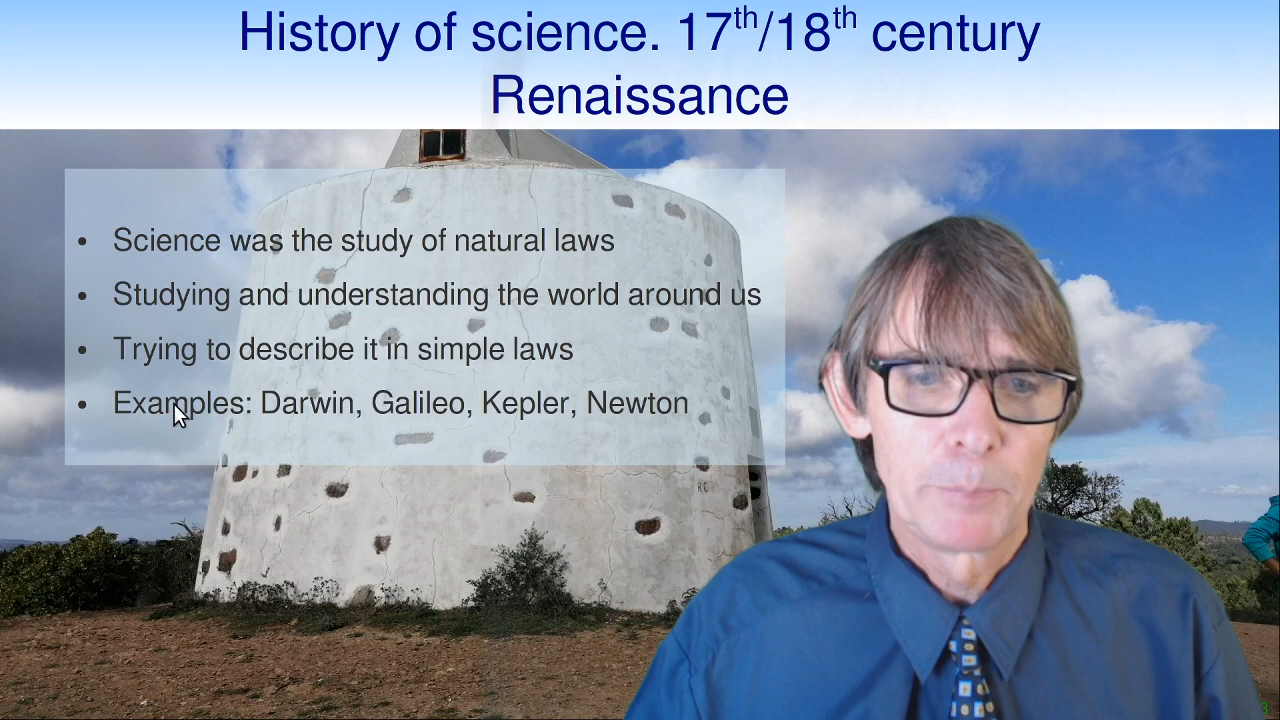 History of science. 17th/18th century
Renaissance
• Science was the study of natural laws
• Studying and understanding the world around us
• Trying to describe it in simple laws
• Examples: Darwin, Galileo, Kepler, Newton
3